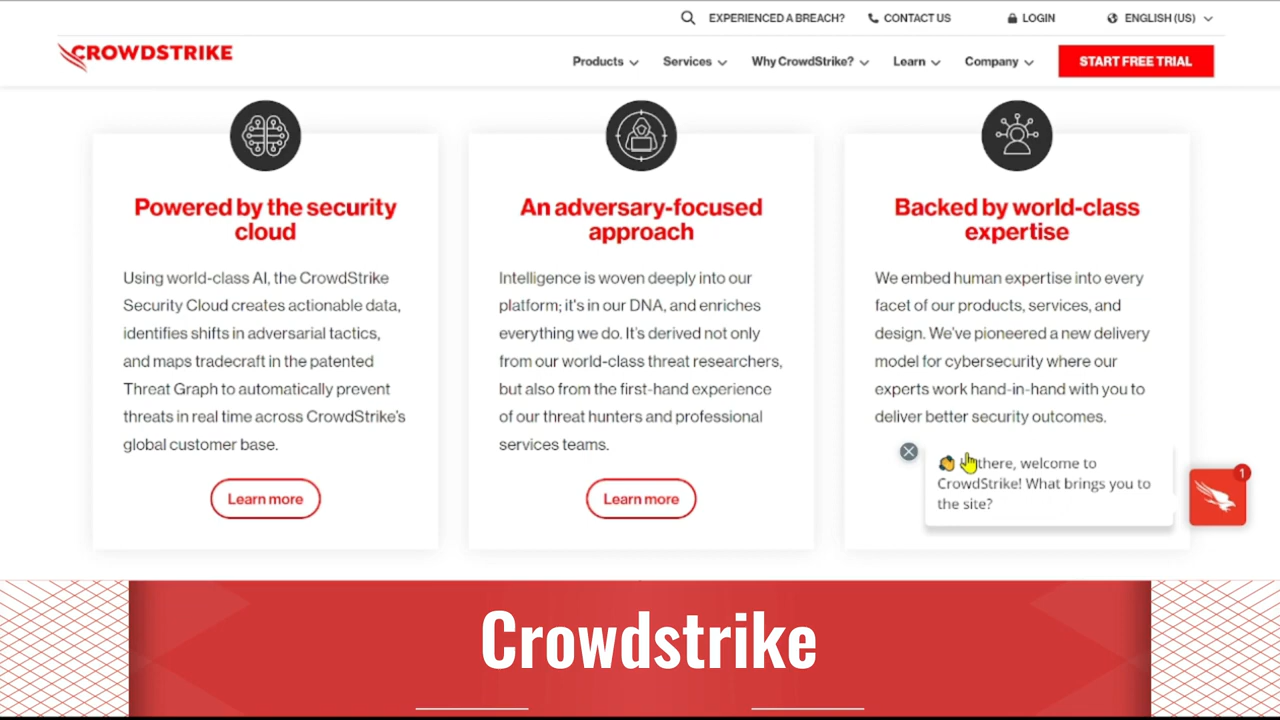 EXPERIENCED A BREACH? CONTACT US LOGIN ENGLISH (US)
CROWDSTRIKE
Products Services Why CrowdStrike? Learn Company START FREE TRIAL
Powered by the security
cloud
Using world-class AI, the CrowdStrike
Security Cloud creates actionable data,
identifies shifts in adversarial tactics,
and maps tradecraft in the patented
Threat Graph to automatically prevent
threats in real time across CrowdStrike's
global customer base.
Learn more
An adversary-focused
approach
Intelligence is woven deeply into our
platform; it's in our DNA, and enriches
everything we do. It's derived not only
from our world-class threat researchers,
but also from the first-hand experience
of our threat hunters and professional
services teams.
Learn more
Backed by world-class
expertise
We embed human expertise into every
facet of our products, services, and
design. We've pioneered a new delivery
model for cybersecurity where our
experts work hand-in-hand with you to
deliver better security outcomes.
there, welcome to
CrowdStrike! What brings you to
the site?
1
Crowdstrike